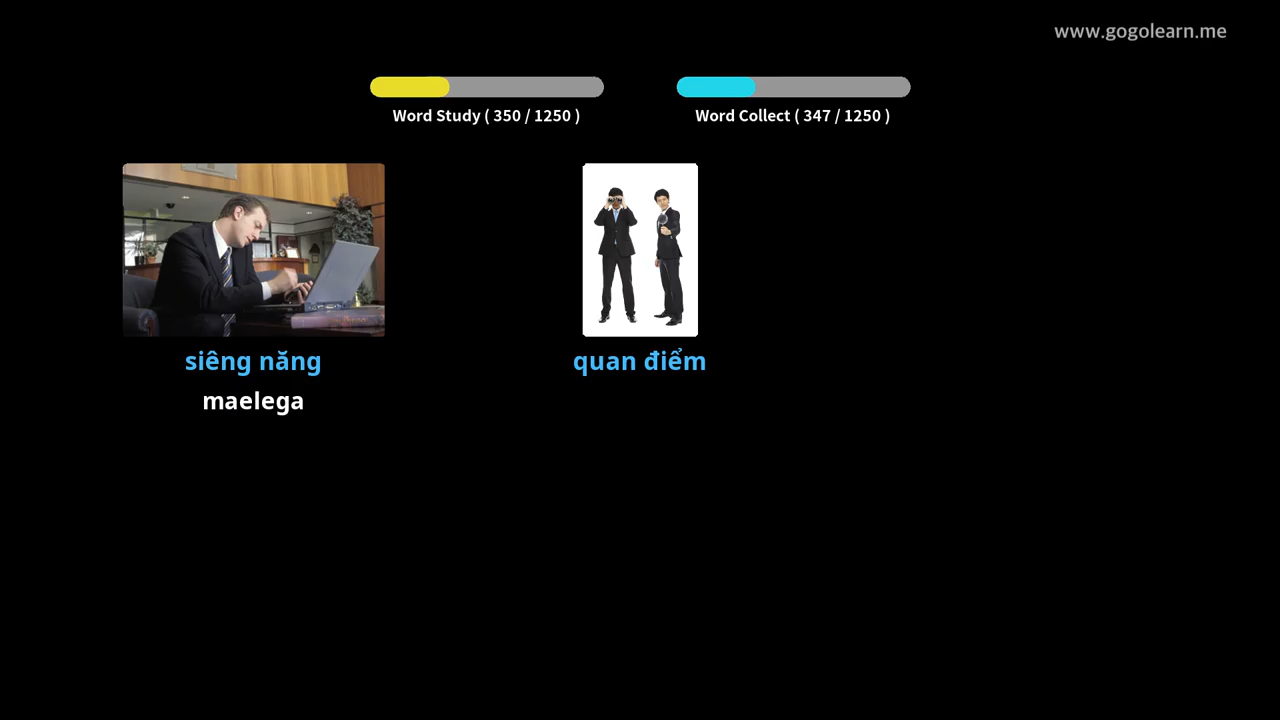 www.gogolearn.me
Word Study ( 350 / 1250 )
Word Collect ( 347 / 1250 )
siêng năng
quan điểm
maelega